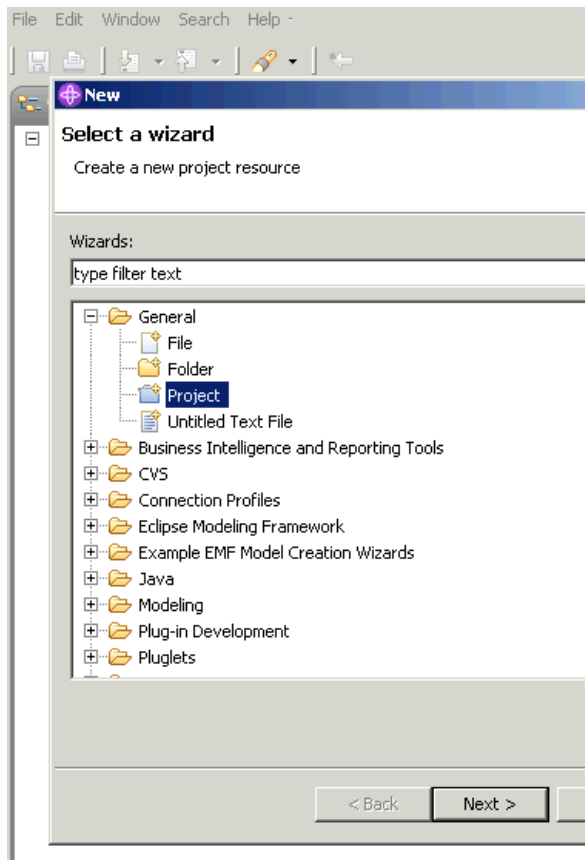 File Edit Window Search Help
New
Select a wizard
Create a new project resource
Wizards:
type filter text
General
File
Folder
Project
Untitled Text File
Business Intelligence and Reporting Tools
CVS
Connection Profiles
Eclipse Modeling Framework
Example EMF Model Creation Wizards
Java
Modeling
Plug-in Development
Pluglets
< Back Next >